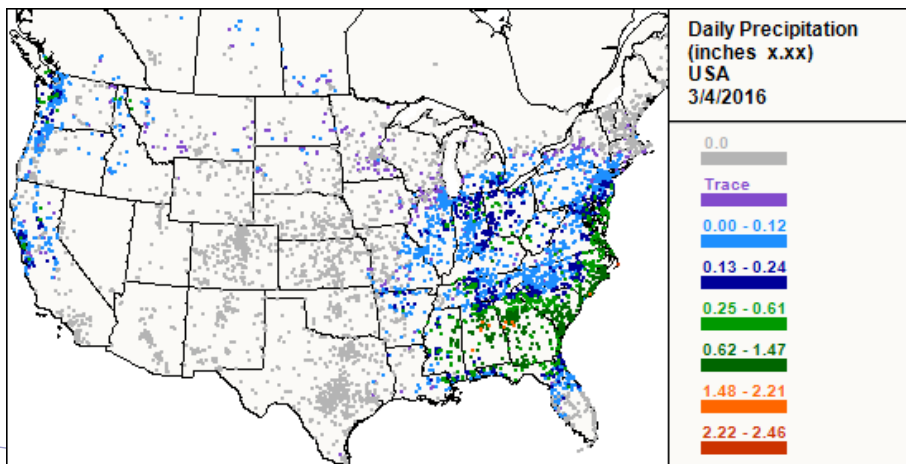 Daily Precipitation
(inches x.xx)
USA
3/4/2016
0.0
Trace
0.00 - 0.12
0.13 - 0.24
0.25 - 0.61
0.62 - 1.47
1.48 - 2.21
2.22 - 2.46